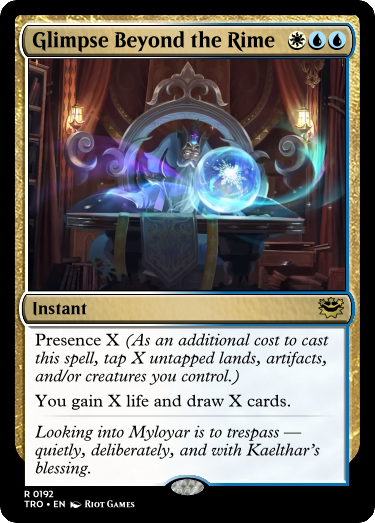 Glimpse Beyond the Rime
Instant
Presence X (As an additional cost to cast
this spell, tap X untapped lands, artifacts,
and/or creatures you control.)
You gain X life and draw X cards.
Looking into Myloyar is to trespass —
quietly, deliberately, and with Kaelthar's
blessing.
R 0192
TRO • EN Riot Games